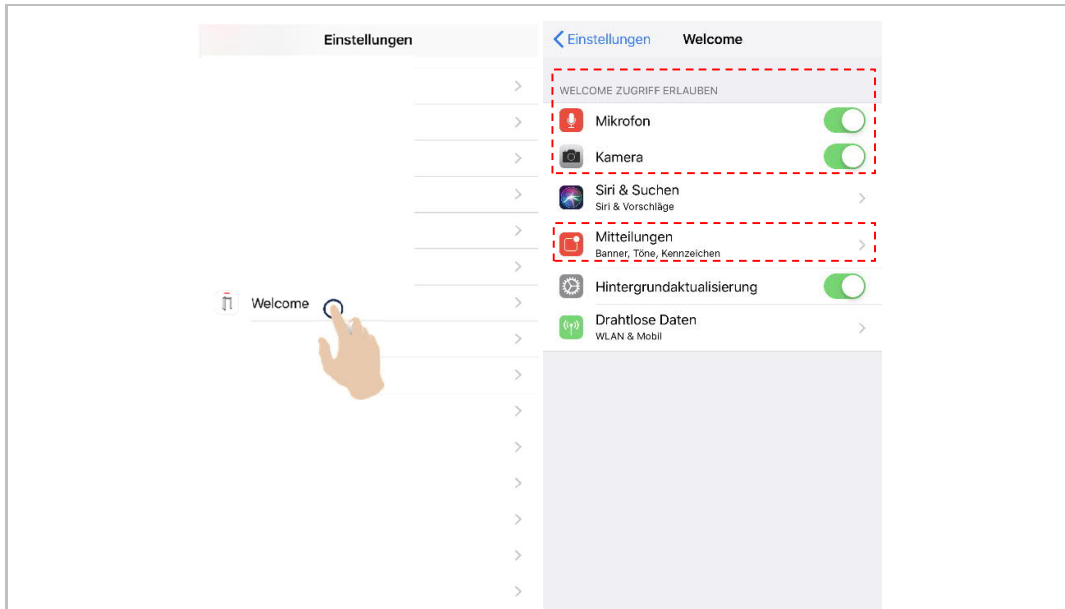 Einstellungen
Welcome
Einstellungen
Welcome
WELCOME ZUGRIFF ERLAUBEN
Mikrofon
Kamera
Siri & Suchen
Siri & Vorschläge
Mitteilungen
Banner, Töne, Kennzeichen
Hintergrundaktualisierung
Drahtlose Daten
WLAN & Mobil